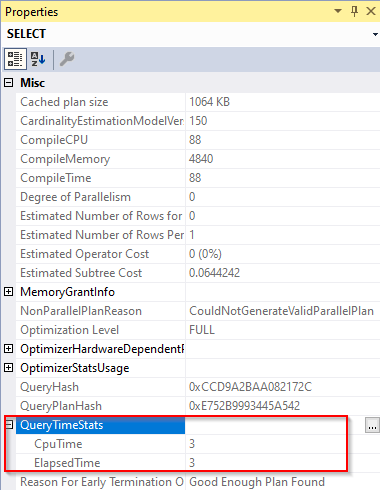 Properties
SELECT
Misc
Cached plan size 1064 KB
CardinalityEstimationModelVer 150
CompileCPU 88
CompileMemory 4840
CompileTime 88
Degree of Parallelism 0
Estimated Number of Rows for 0
Estimated Number of Rows Per 1
Estimated Operator Cost 0 (0%)
Estimated Subtree Cost 0.0644242
MemoryGrantInfo
NonParallelPlanReason CouldNotGenerateValidParallelPlan
Optimization Level FULL
OptimizerHardwareDependentP
OptimizerStatsUsage
QueryHash 0xCCD9A2BAA082172C
QueryPlanHash 0xE752B9993445A542
QueryTimeStats ...
CpuTime 3
ElapsedTime 3
Reason For Early Termination O Good Enough Plan Found